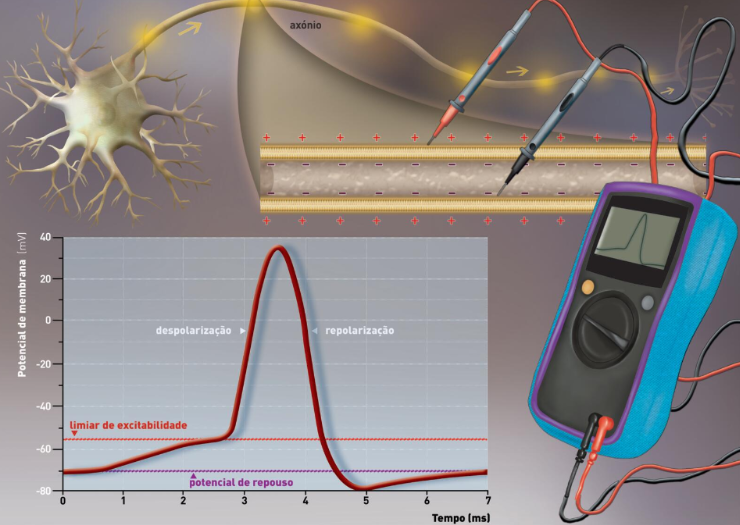 axónio
+ + + + + + + + + + + +
- - - - - - - - - - -
- - - - - - - - - - -
+ + + + + + + + +
Potencial de membrana (mV)
40
20
0
-20
-40
-60
-80
despolarização
repolarização
limiar de excitabilidade
potencial de repouso
0 1 2 3 4 5 6 7
Tempo (ms)